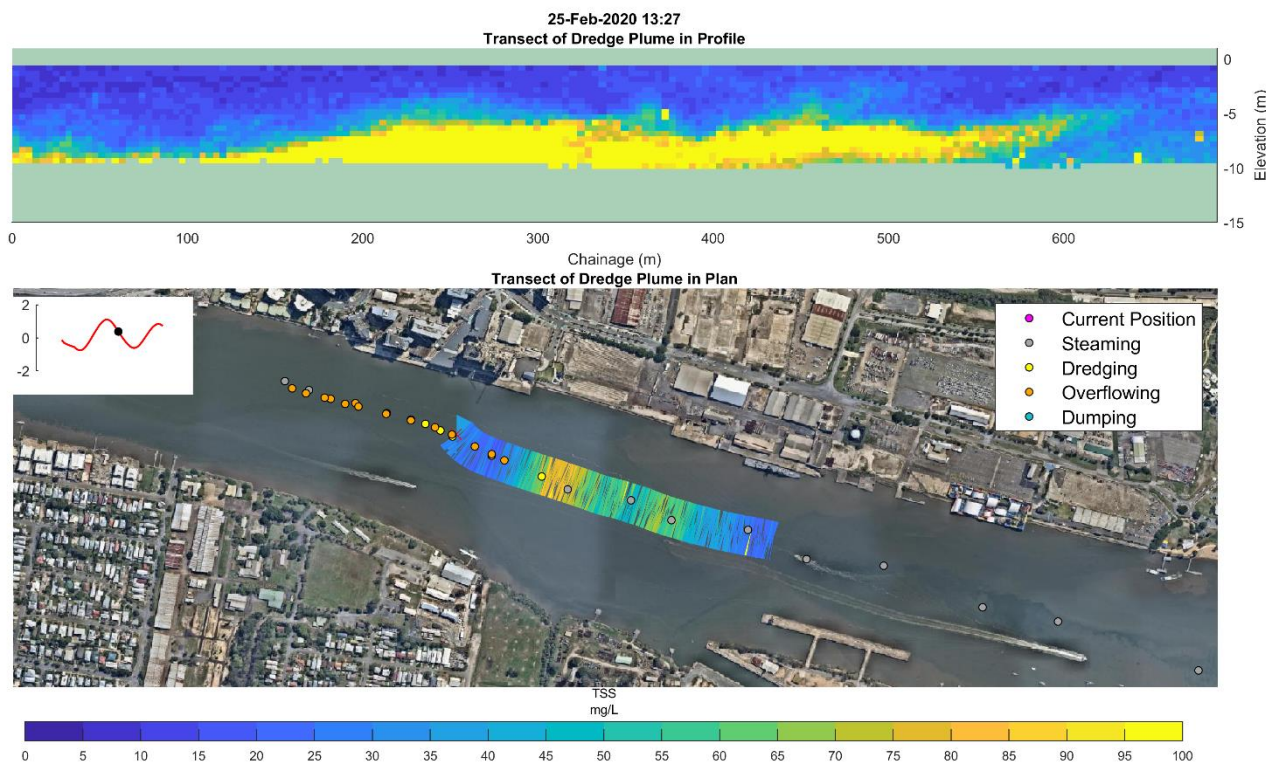 25-Feb-2020 13:27
Transect of Dredge Plume in Profile
0
-5
-10
-15
Elevation (m)
0 100 200 300 400 500 600
Chainage (m)
Transect of Dredge Plume in Plan
2
0
-2
Current Position
Steaming
Dredging
Overflowing
Dumping
TSS
mg/L
0 5 10 15 20 25 30 35 40 45 50 55 60 65 70 75 80 85 90 95 100